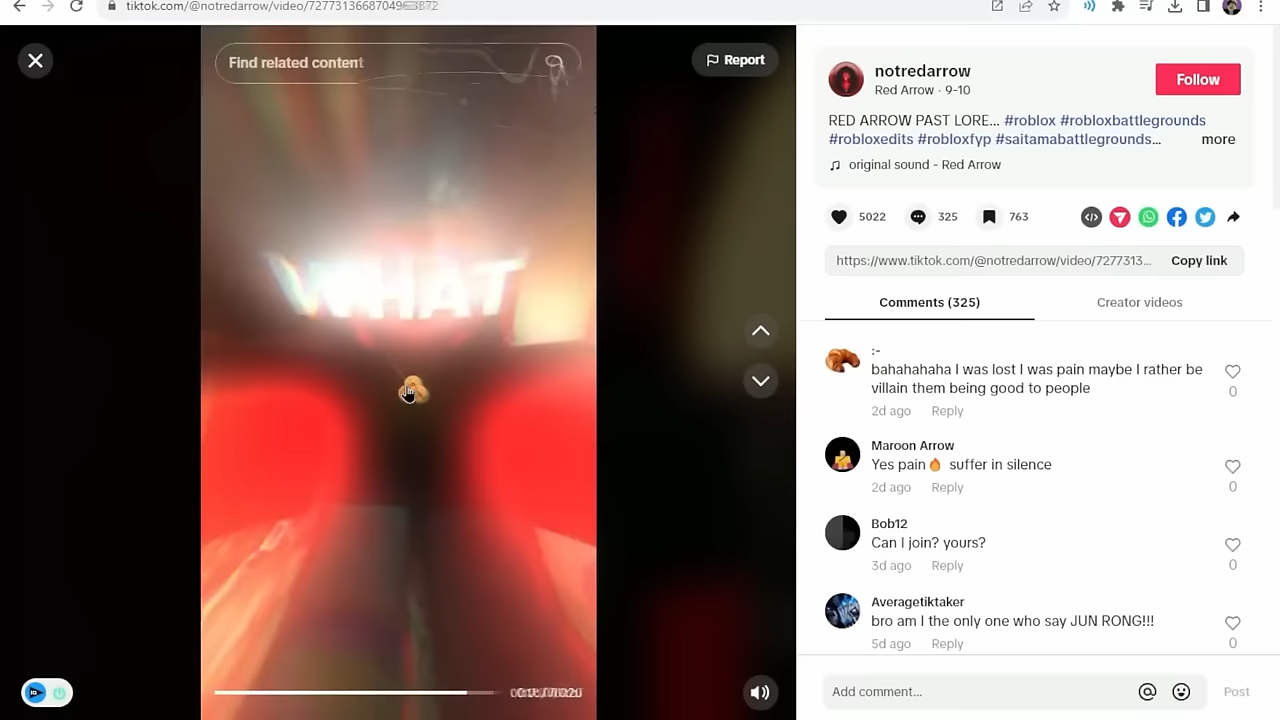 Find related content
Report
WHAT
notredarrow
Red Arrow · 9-10
Follow
RED ARROW PAST LORE... #roblox #robloxbattlegrounds
#robloxedits #robloxfyp #saitamabattlegrounds...
more
original sound - Red Arrow
5022
325
763
https://www.tiktok.com/@notredarrow/video/7277313...
Copy link
Comments (325)
Creator videos
:-
bahahahaha I was lost I was pain maybe I rather be
villain them being good to people
2d ago Reply
0
Maroon Arrow
Yes pain🔥 suffer in silence
2d ago Reply
0
Bob12
Can I join? yours?
3d ago Reply
0
Averagetiktaker
bro am I the only one who say JUN RONG!!!
5d ago Reply
0
Add comment...
Post